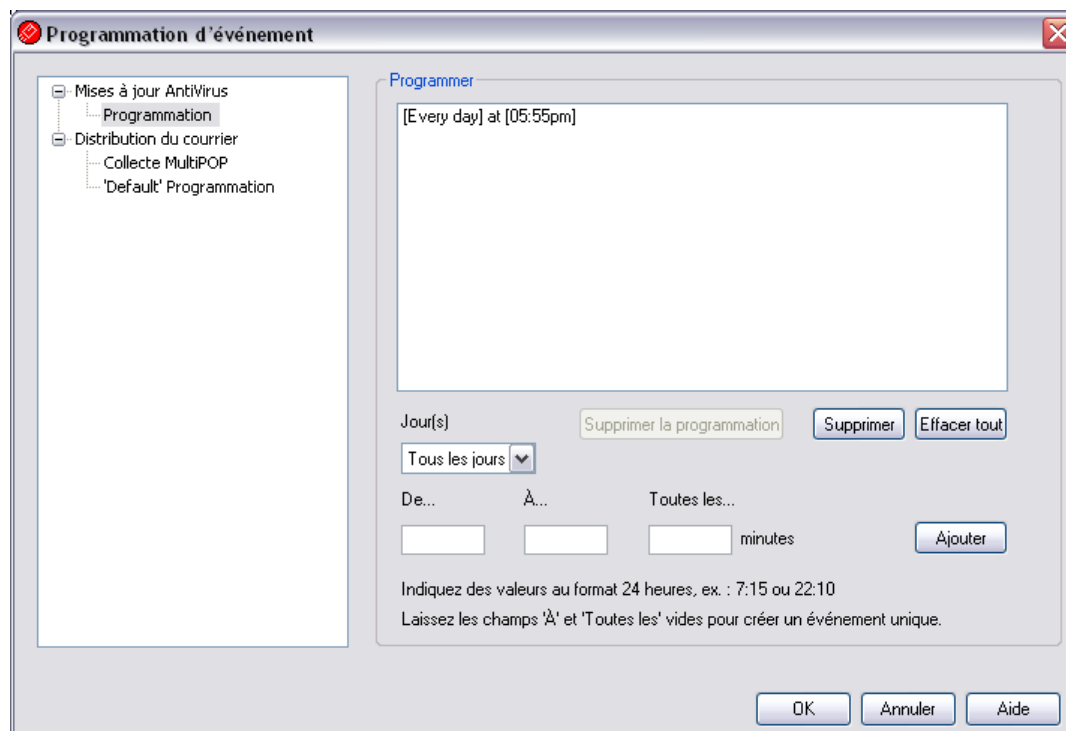 Programmation d'événement
Mises à jour AntiVirus
Programmation
Distribution du courrier
Collecte MultiPOP
'Default' Programmation
Programmer
[Every day] at [05:55pm]
Jour(s)
Supprimer la programmation
Supprimer
Effacer tout
Tous les jours
De...
À...
Toutes les...
minutes
Ajouter
Indiquez des valeurs au format 24 heures, ex. : 7:15 ou 22:10
Laissez les champs 'À' et 'Toutes les' vides pour créer un événement unique.
OK
Annuler
Aide